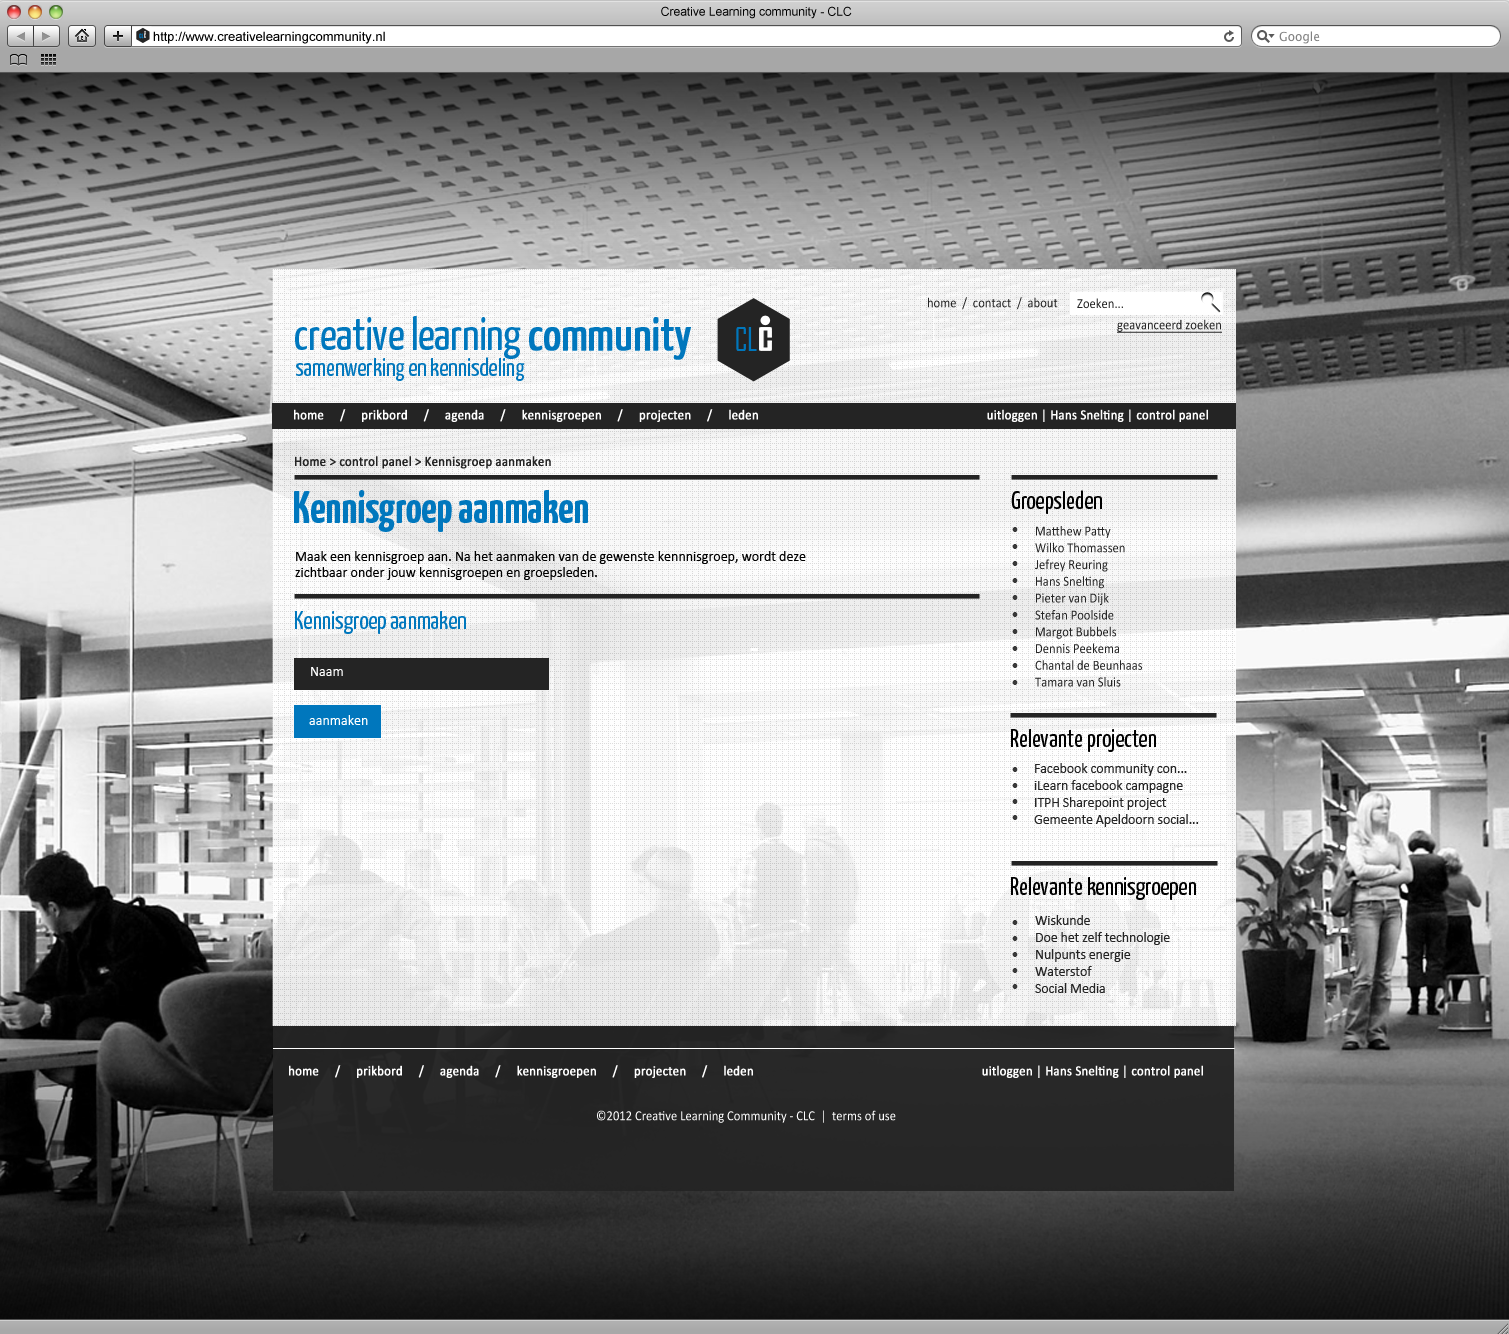 Creative Learning community - CLC
http://www.creativelearningcommunity.nl
Google
home / contact / about
Zoeken...
geavanceerd zoeken
creative learning community
samenwerking en kennisdeling
CLC
home / prikbord / agenda / kennisgroepen / projecten / leden
uitloggen | Hans Snelting | control panel
Home > control panel > Kennisgroep aanmaken
Kennisgroep aanmaken
Maak een kennisgroep aan. Na het aanmaken van de gewenste kennnisgroep, wordt deze
zichtbaar onder jouw kennisgroepen en groepsleden.
Kennisgroep aanmaken
Naam
aanmaken
Groepsleden
• Matthew Patty
• Wilko Thomassen
• Jefrey Reuring
• Hans Snelting
• Pieter van Dijk
• Stefan Poolside
• Margot Bubbels
• Dennis Peekema
• Chantal de Beunhaas
• Tamara van Sluis
Relevante projecten
• Facebook community con...
• iLearn facebook campagne
• ITPH Sharepoint project
• Gemeente Apeldoorn social...
Relevante kennisgroepen
• Wiskunde
• Doe het zelf technologie
• Nulpunts energie
• Waterstof
• Social Media
home / prikbord / agenda / kennisgroepen / projecten / leden
uitloggen | Hans Snelting | control panel
©2012 Creative Learning Community - CLC | terms of use